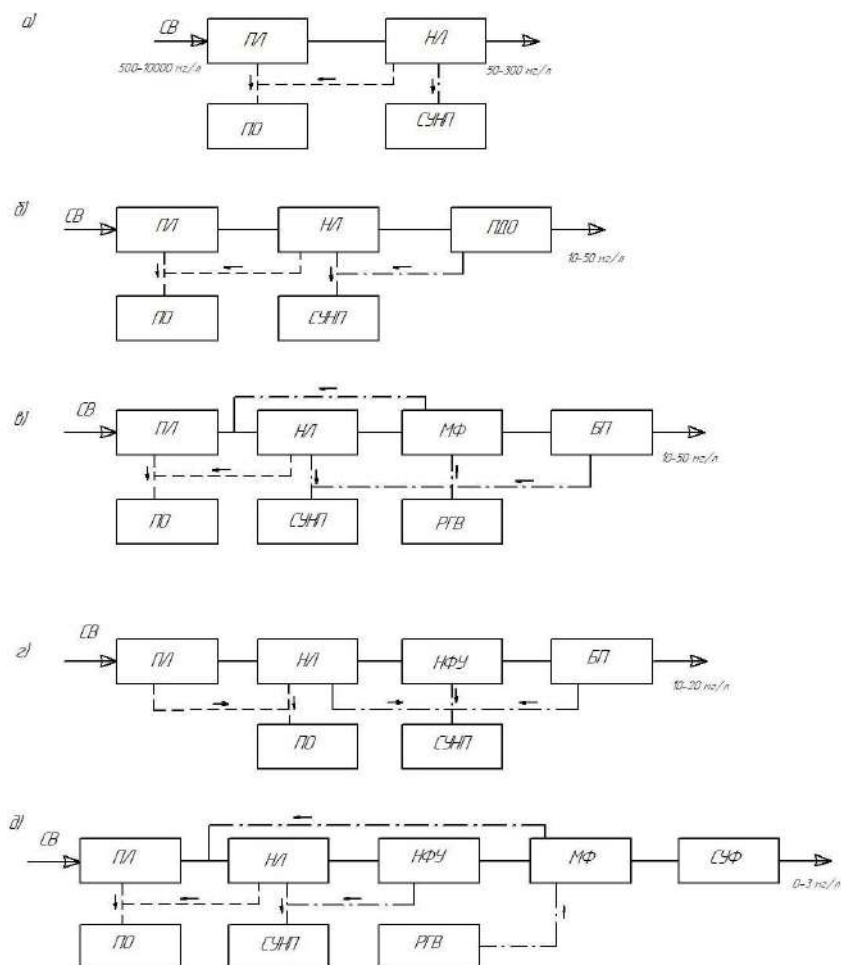 а)
СВ
ПЛ
НЛ
500-10000 мг/л
50-300 мг/л
ПО
СУНП
б)
СВ
ПЛ
НЛ
ПДО
10-50 мг/л
ПО
СУНП
в)
СВ
ПЛ
НЛ
МФ
БП
10-50 мг/л
ПО
СУНП
РГВ
г)
СВ
ПЛ
НЛ
НФУ
БП
10-20 мг/л
ПО
СУНП
д)
СВ
ПЛ
НЛ
НФУ
МФ
СУФ
0-3 мг/л
ПО
СУНП
РГВ